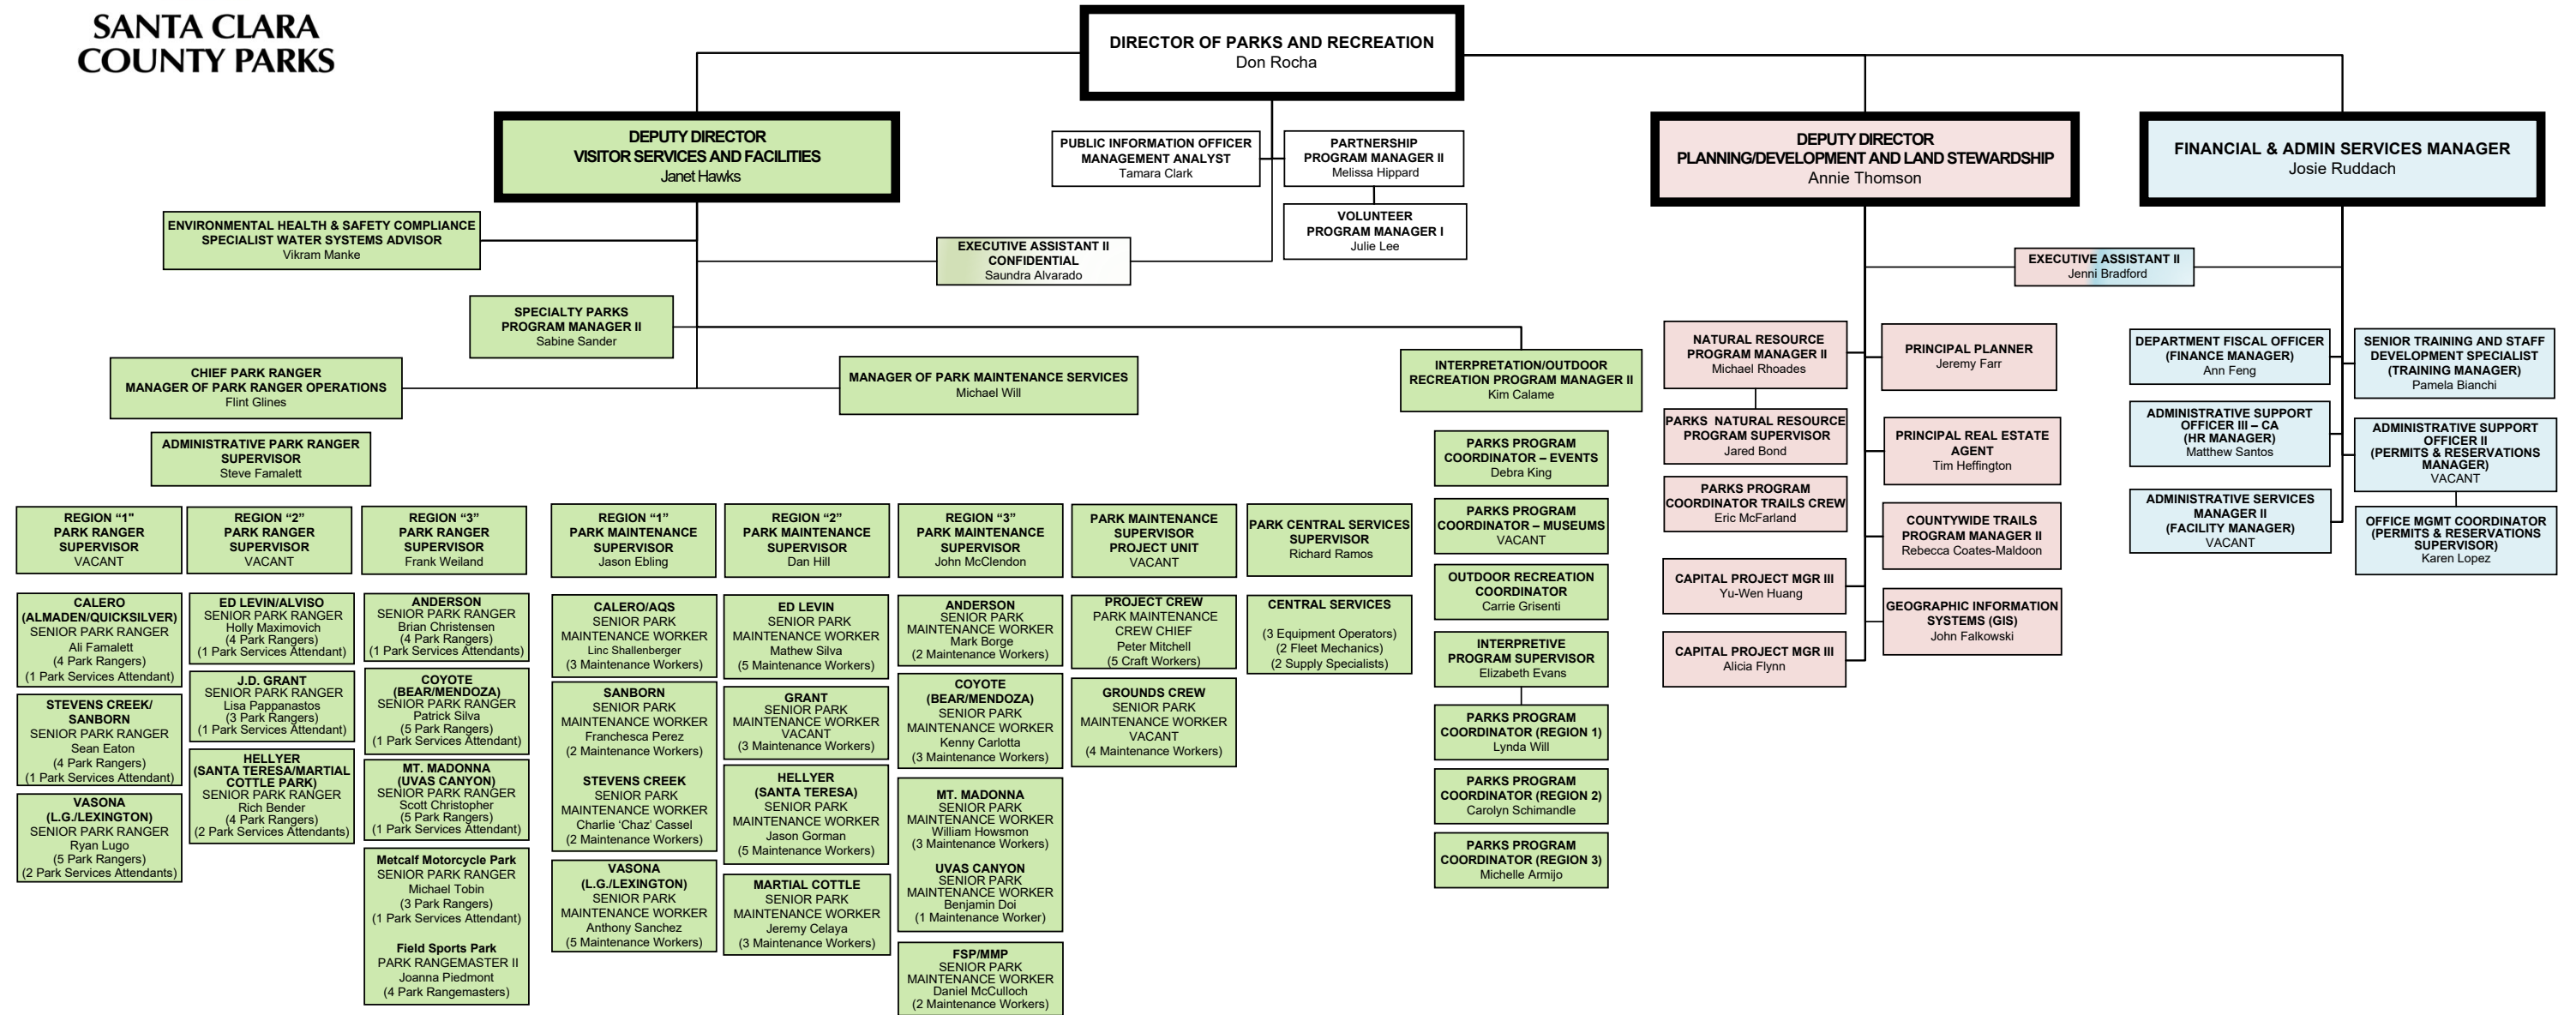 SANTA CLARA
COUNTY PARKS
DIRECTOR OF PARKS AND RECREATION
Don Rocha
DEPUTY DIRECTOR
VISITOR SERVICES AND FACILITIES
Janet Hawks
PUBLIC INFORMATION OFFICER
MANAGEMENT ANALYST
Tamara Clark
PARTNERSHIP
PROGRAM MANAGER II
Melissa Hippard
VOLUNTEER
PROGRAM MANAGER I
Julie Lee
DEPUTY DIRECTOR
PLANNING/DEVELOPMENT AND LAND STEWARDSHIP
Annie Thomson
FINANCIAL & ADMIN SERVICES MANAGER
Josie Ruddach
ENVIRONMENTAL HEALTH & SAFETY COMPLIANCE
SPECIALIST WATER SYSTEMS ADVISOR
Vikram Manke
EXECUTIVE ASSISTANT II
CONFIDENTIAL
Saundra Alvarado
EXECUTIVE ASSISTANT II
Jenni Bradford
SPECIALTY PARKS
PROGRAM MANAGER II
Sabine Sander
CHIEF PARK RANGER
MANAGER OF PARK RANGER OPERATIONS
Flint Glines
MANAGER OF PARK MAINTENANCE SERVICES
Michael Will
INTERPRETATION/OUTDOOR
RECREATION PROGRAM MANAGER II
Kim Calame
ADMINISTRATIVE PARK RANGER
SUPERVISOR
Steve Famalett
REGION “1"
PARK RANGER
SUPERVISOR
VACANT
CALERO
(ALMADEN/QUICKSILVER)
SENIOR PARK RANGER
Ali Famalett
(4 Park Rangers)
(1 Park Services Attendant)
STEVENS CREEK/
SANBORN
SENIOR PARK RANGER
Sean Eaton
(4 Park Rangers)
(1 Park Services Attendant)
VASONA
(L.G./LEXINGTON)
SENIOR PARK RANGER
Ryan Lugo
(5 Park Rangers)
(2 Park Services Attendants)
REGION “2”
PARK RANGER
SUPERVISOR
VACANT
ED LEVIN/ALVISO
SENIOR PARK RANGER
Holly Maximovich
(4 Park Rangers)
(1 Park Services Attendant)
J.D. GRANT
SENIOR PARK RANGER
Lisa Pappanastos
(3 Park Rangers)
(1 Park Services Attendant)
HELLYER
(SANTA TERESA/MARTIAL
COTTLE PARK)
SENIOR PARK RANGER
Rich Bender
(4 Park Rangers)
(2 Park Services Attendants)
REGION “3”
PARK RANGER
SUPERVISOR
Frank Weiland
ANDERSON
SENIOR PARK RANGER
Brian Christensen
(4 Park Rangers)
(1 Park Services Attendants)
COYOTE
(BEAR/MENDOZA)
SENIOR PARK RANGER
Patrick Silva
(5 Park Rangers)
(1 Park Services Attendant)
MT. MADONNA
(UVAS CANYON)
SENIOR PARK RANGER
Scott Christopher
(5 Park Rangers)
(1 Park Services Attendant)
Metcalf Motorcycle Park
SENIOR PARK RANGER
Michael Tobin
(3 Park Rangers)
(1 Park Services Attendant)
Field Sports Park
PARK RANGEMASTER II
Joanna Piedmont
(4 Park Rangemasters)
REGION “1”
PARK MAINTENANCE
SUPERVISOR
Jason Ebling
CALERO/AQS
SENIOR PARK
MAINTENANCE WORKER
Linc Shallenberger
(3 Maintenance Workers)
SANBORN
SENIOR PARK
MAINTENANCE WORKER
Franchesca Perez
(2 Maintenance Workers)
STEVENS CREEK
SENIOR PARK
MAINTENANCE WORKER
Charlie ‘Chaz’ Cassel
(2 Maintenance Workers)
VASONA
(L.G./LEXINGTON)
SENIOR PARK
MAINTENANCE WORKER
Anthony Sanchez
(5 Maintenance Workers)
REGION “2”
PARK MAINTENANCE
SUPERVISOR
Dan Hill
ED LEVIN
SENIOR PARK
MAINTENANCE WORKER
Mathew Silva
(5 Maintenance Workers)
GRANT
SENIOR PARK
MAINTENANCE WORKER
VACANT
(3 Maintenance Workers)
HELLYER
(SANTA TERESA)
SENIOR PARK
MAINTENANCE WORKER
Jason Gorman
(5 Maintenance Workers)
MARTIAL COTTLE
SENIOR PARK
MAINTENANCE WORKER
Jeremy Celaya
(3 Maintenance Workers)
REGION “3”
PARK MAINTENANCE
SUPERVISOR
John McClendon
ANDERSON
SENIOR PARK
MAINTENANCE WORKER
Mark Borge
(2 Maintenance Workers)
COYOTE
(BEAR/MENDOZA)
SENIOR PARK
MAINTENANCE WORKER
Kenny Carlotta
(3 Maintenance Workers)
MT. MADONNA
SENIOR PARK
MAINTENANCE WORKER
William Howsmon
(3 Maintenance Workers)
UVAS CANYON
SENIOR PARK
MAINTENANCE WORKER
Benjamin Doi
(1 Maintenance Worker)
FSP/MMP
SENIOR PARK
MAINTENANCE WORKER
Daniel McCulloch
(2 Maintenance Workers)
PARK MAINTENANCE
SUPERVISOR
PROJECT UNIT
VACANT
PROJECT CREW
PARK MAINTENANCE
CREW CHIEF
Peter Mitchell
(5 Craft Workers)
GROUNDS CREW
SENIOR PARK
MAINTENANCE WORKER
VACANT
(4 Maintenance Workers)
PARK CENTRAL SERVICES
SUPERVISOR
Richard Ramos
CENTRAL SERVICES
(3 Equipment Operators)
(2 Fleet Mechanics)
(2 Supply Specialists)
PARKS PROGRAM
COORDINATOR – EVENTS
Debra King
PARKS PROGRAM
COORDINATOR – MUSEUMS
VACANT
OUTDOOR RECREATION
COORDINATOR
Carrie Grisenti
INTERPRETIVE
PROGRAM SUPERVISOR
Elizabeth Evans
PARKS PROGRAM
COORDINATOR (REGION 1)
Lynda Will
PARKS PROGRAM
COORDINATOR (REGION 2)
Carolyn Schimandle
PARKS PROGRAM
COORDINATOR (REGION 3)
Michelle Armijo
NATURAL RESOURCE
PROGRAM MANAGER II
Michael Rhoades
PARKS NATURAL RESOURCE
PROGRAM SUPERVISOR
Jared Bond
PARKS PROGRAM
COORDINATOR TRAILS CREW
Eric McFarland
CAPITAL PROJECT MGR III
Yu-Wen Huang
CAPITAL PROJECT MGR III
Alicia Flynn
PRINCIPAL PLANNER
Jeremy Farr
PRINCIPAL REAL ESTATE
AGENT
Tim Heffington
COUNTYWIDE TRAILS
PROGRAM MANAGER II
Rebecca Coates-Maldoon
GEOGRAPHIC INFORMATION
SYSTEMS (GIS)
John Falkowski
DEPARTMENT FISCAL OFFICER
(FINANCE MANAGER)
Ann Feng
ADMINISTRATIVE SUPPORT
OFFICER III – CA
(HR MANAGER)
Matthew Santos
ADMINISTRATIVE SERVICES
MANAGER II
(FACILITY MANAGER)
VACANT
SENIOR TRAINING AND STAFF
DEVELOPMENT SPECIALIST
(TRAINING MANAGER)
Pamela Bianchi
ADMINISTRATIVE SUPPORT
OFFICER II
(PERMITS & RESERVATIONS
MANAGER)
VACANT
OFFICE MGMT COORDINATOR
(PERMITS & RESERVATIONS
SUPERVISOR)
Karen Lopez